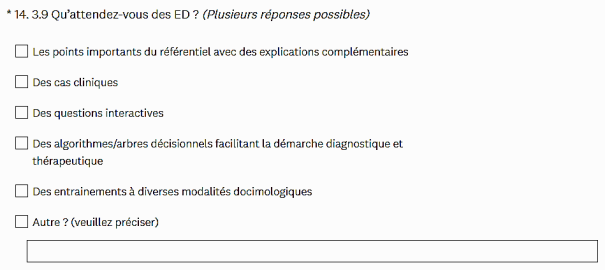 * 14. 3.9 Qu’attendez-vous des ED ? (Plusieurs réponses possibles)
Les points importants du référentiel avec des explications complémentaires
Des cas cliniques
Des questions interactives
Des algorithmes/arbres décisionnels facilitant la démarche diagnostique et
thérapeutique
Des entrainements à diverses modalités docimologiques
Autre ? (veuillez préciser)